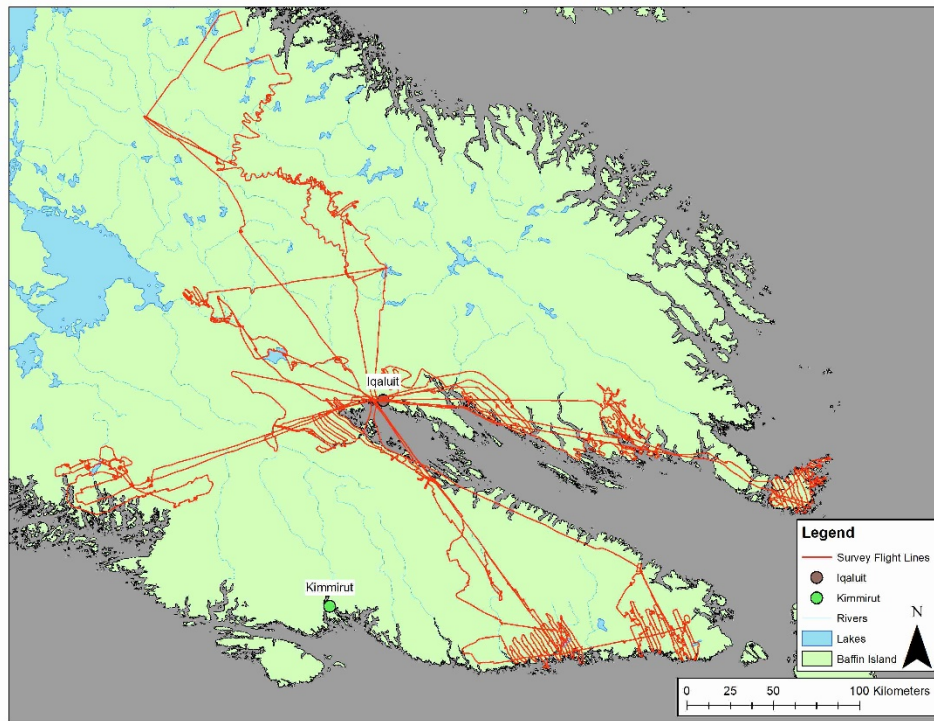 Iqaluit
Kimmirut
Legend
Survey Flight Lines
Iqaluit
Kimmirut
Rivers
Lakes
Baffin Island
N
0 25 50 100 Kilometers